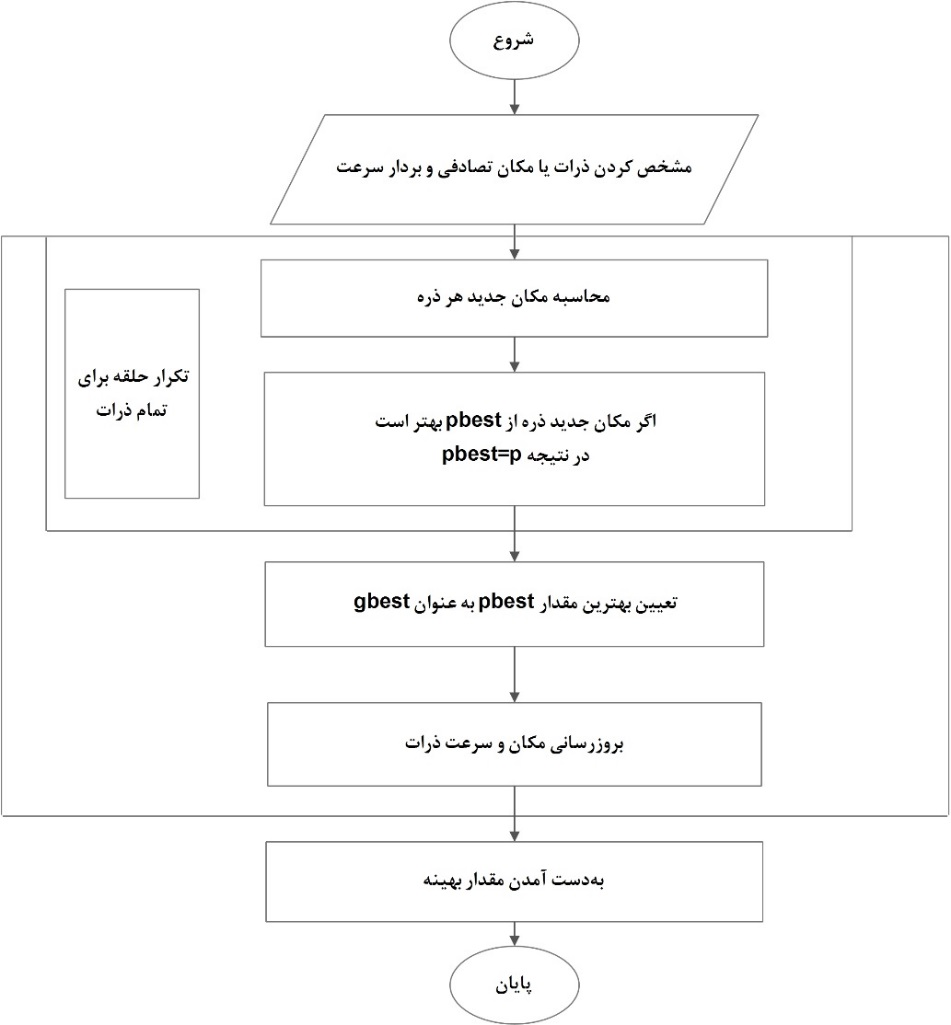 شروع
مشخص کردن ذرات یا مکان تصادفی و بردار سرعت
محاسبه مکان جدید هر ذره
تکرار حلقه برای
تمام ذرات
اگر مکان جدید ذره از pbest بهتر است
در نتیجه pbest=p
تعیین بهترین مقدار pbest به عنوان gbest
بروزرسانی مکان و سرعت ذرات
به‌دست آمدن مقدار بهینه
پایان